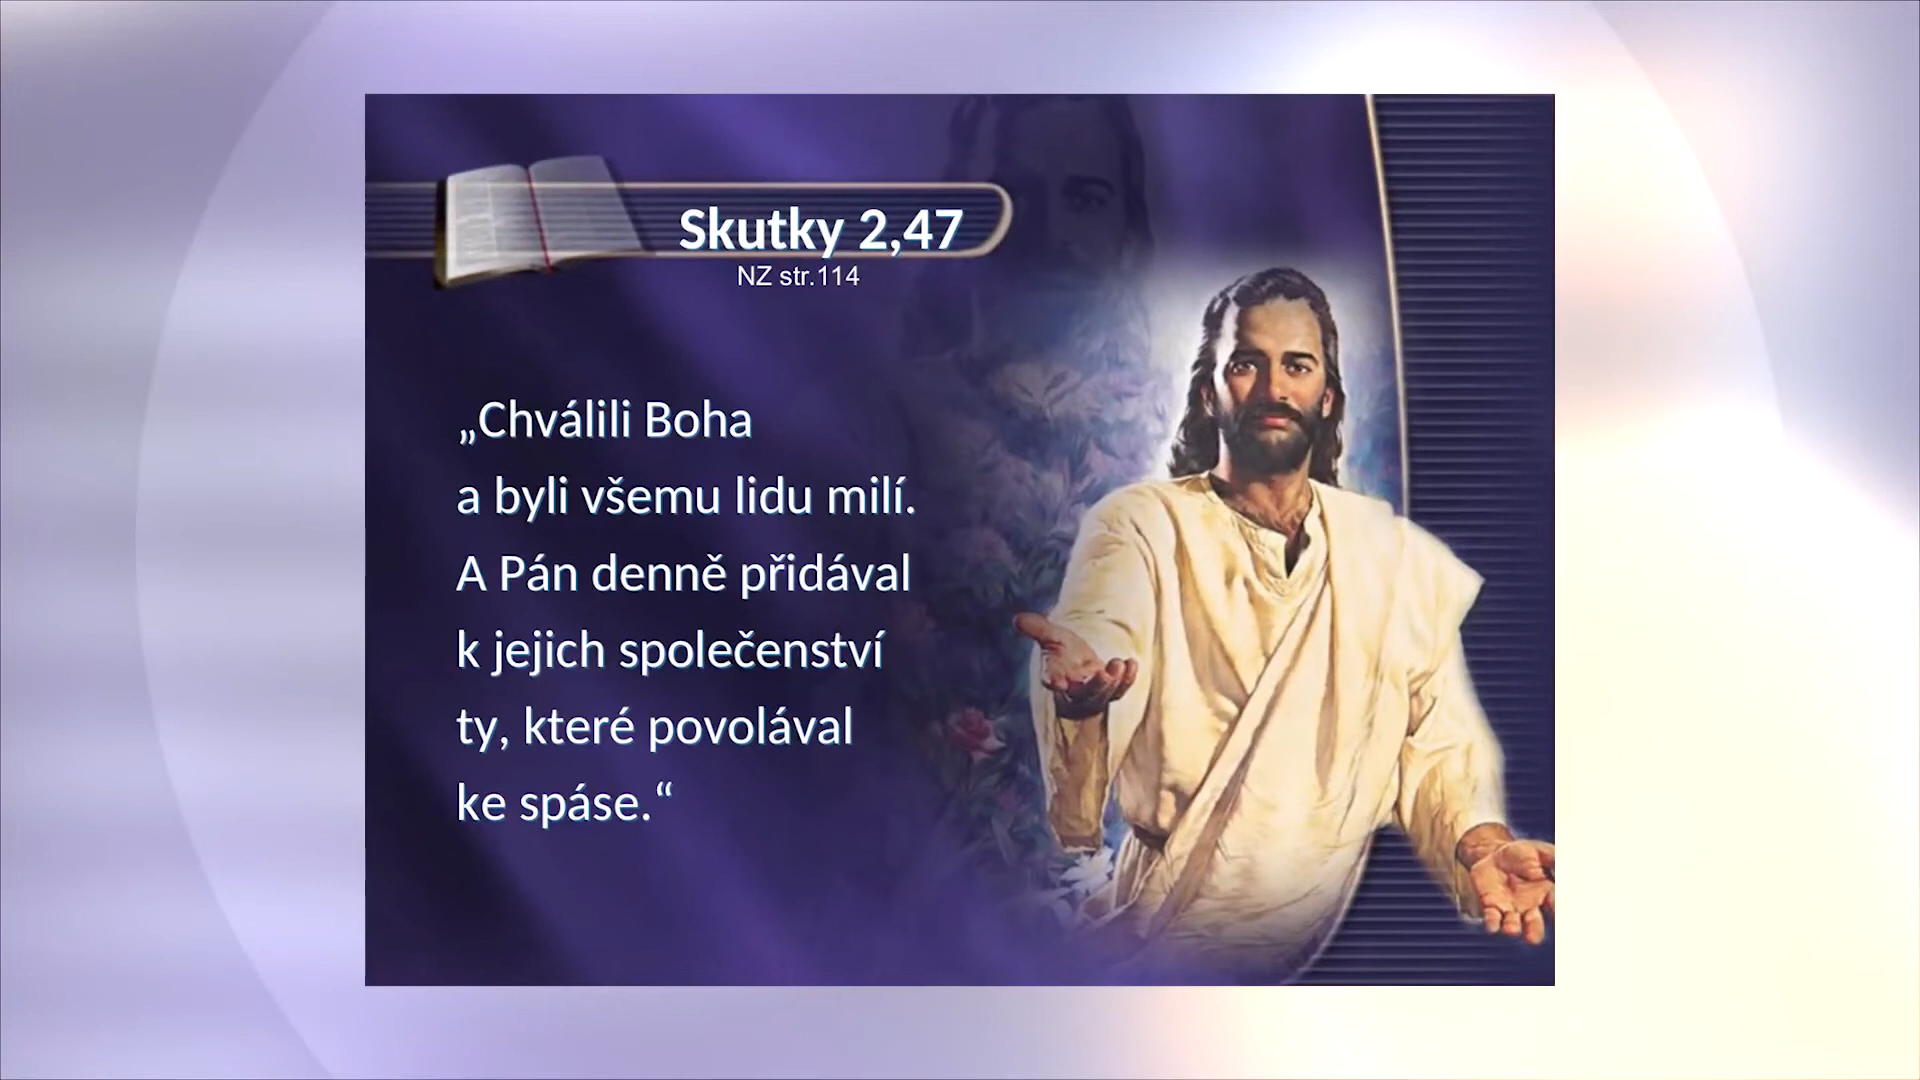 Skutky 2,47
NZ str.114
„Chválili Boha
a byli všemu lidu milí.
A Pán denně přidával
k jejich společenství
ty, které povolával
ke spáse.“